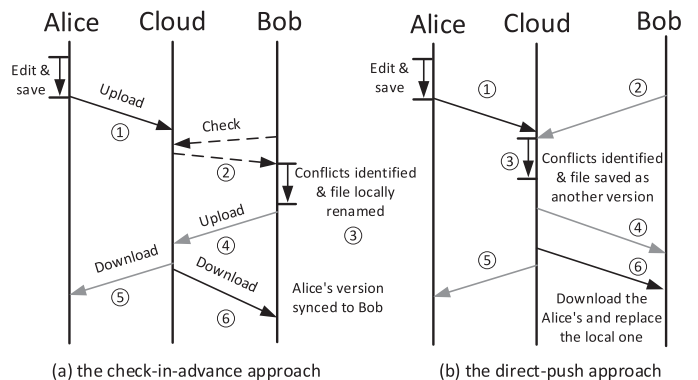 Alice Cloud Bob
Edit &
save
Upload
①
Check
②
Conflicts identified
& file locally
renamed
③
Upload
④
Download
⑤
Download
⑥
Alice's version
synced to Bob
(a) the check-in-advance approach
Alice Cloud Bob
Edit &
save
①
②
③
Conflicts identified
& file saved as
another version
④
⑤
⑥
Download the
Alice's and replace
the local one
(b) the direct-push approach